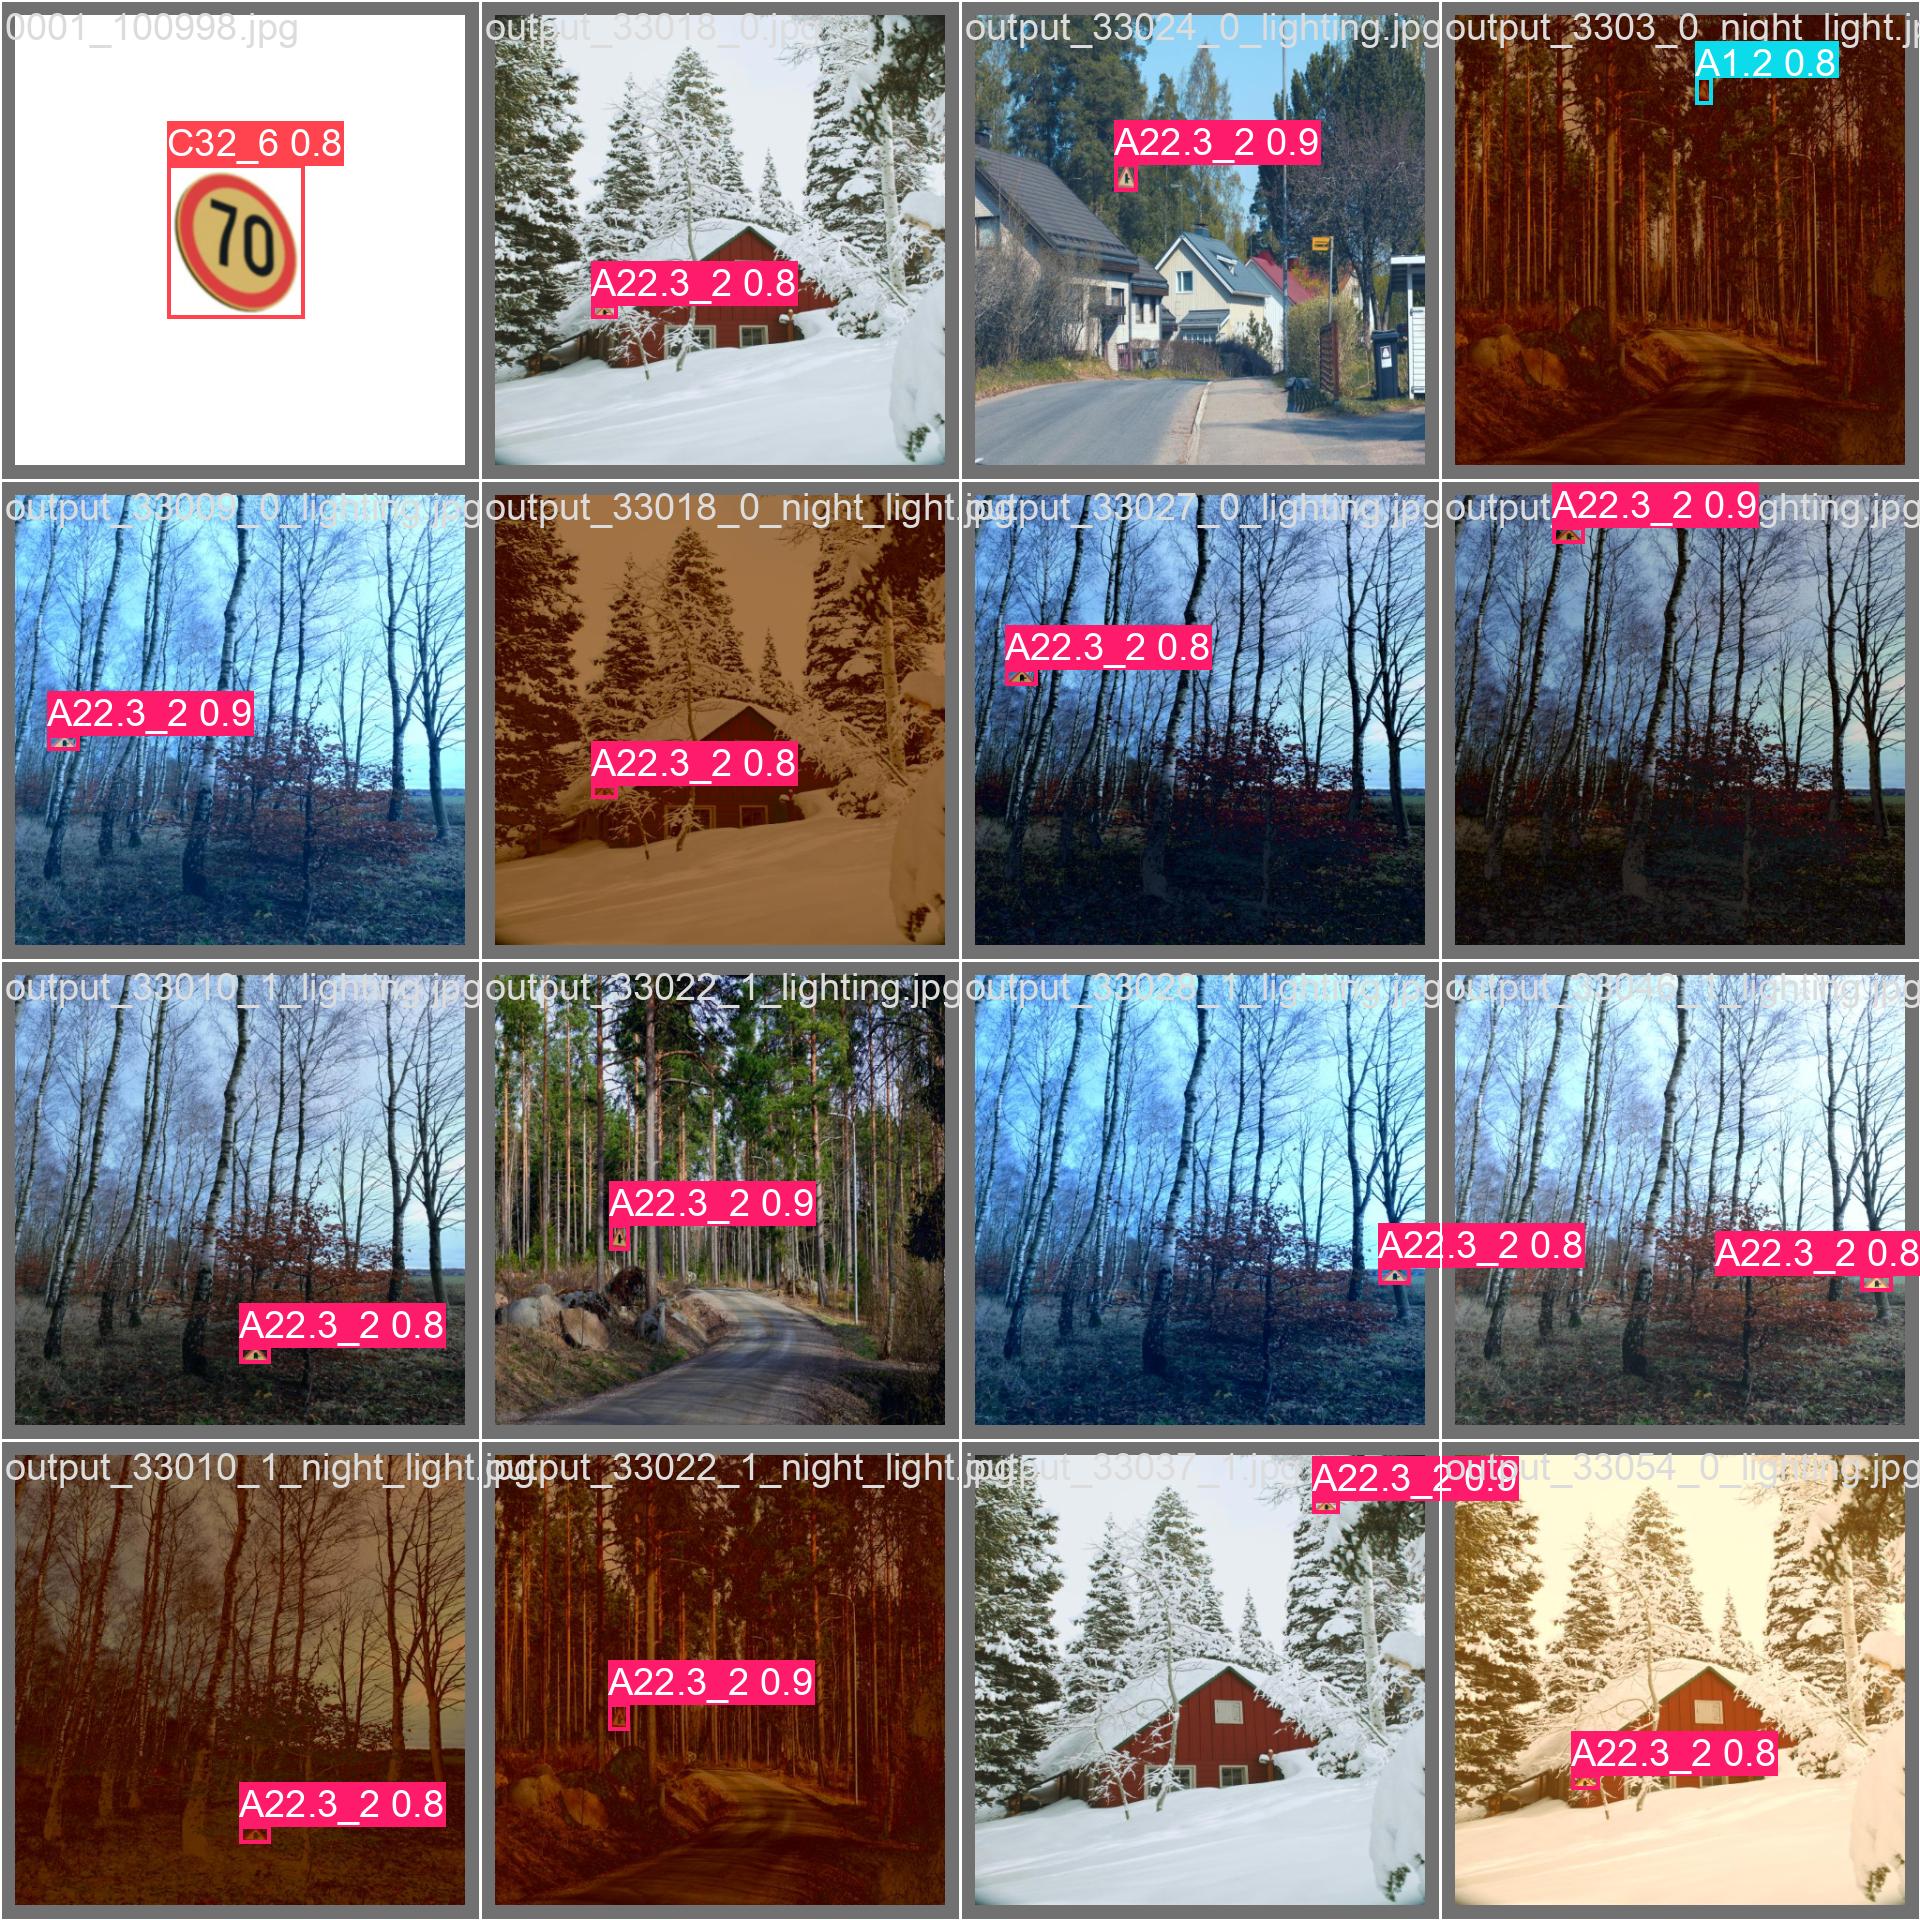 0001_100998.jpg
C32_6 0.8
70
output_33018_0.jpg
A22.3_2 0.8
output_33024_0_lighting.jpg
A22.3_2 0.9
output_3303_0_night_light.j
A1.2 0.8
output_33009_0_lighting.jpg
A22.3_2 0.9
output_33018_0_night_light.jpg
A22.3_2 0.8
output_33027_0_lighting.jpg
A22.3_2 0.8
output
A22.3_2 0.9
ghting.jpg
output_33010_1_lighting.jpg
A22.3_2 0.8
output_33022_1_lighting.jpg
A22.3_2 0.9
output_33028_1_lighting.jpg
A22.3_2 0.8
output_33046_1_lighting.jpg
A22.3_2 0.8
output_33010_1_night_light.jpg
A22.3_2 0.8
output_33022_1_night_light.jpg
A22.3_2 0.9
output_33037_1.jpg
A22.3_2 0.9
output_33054_0_lighting.jpg
A22.3_2 0.8